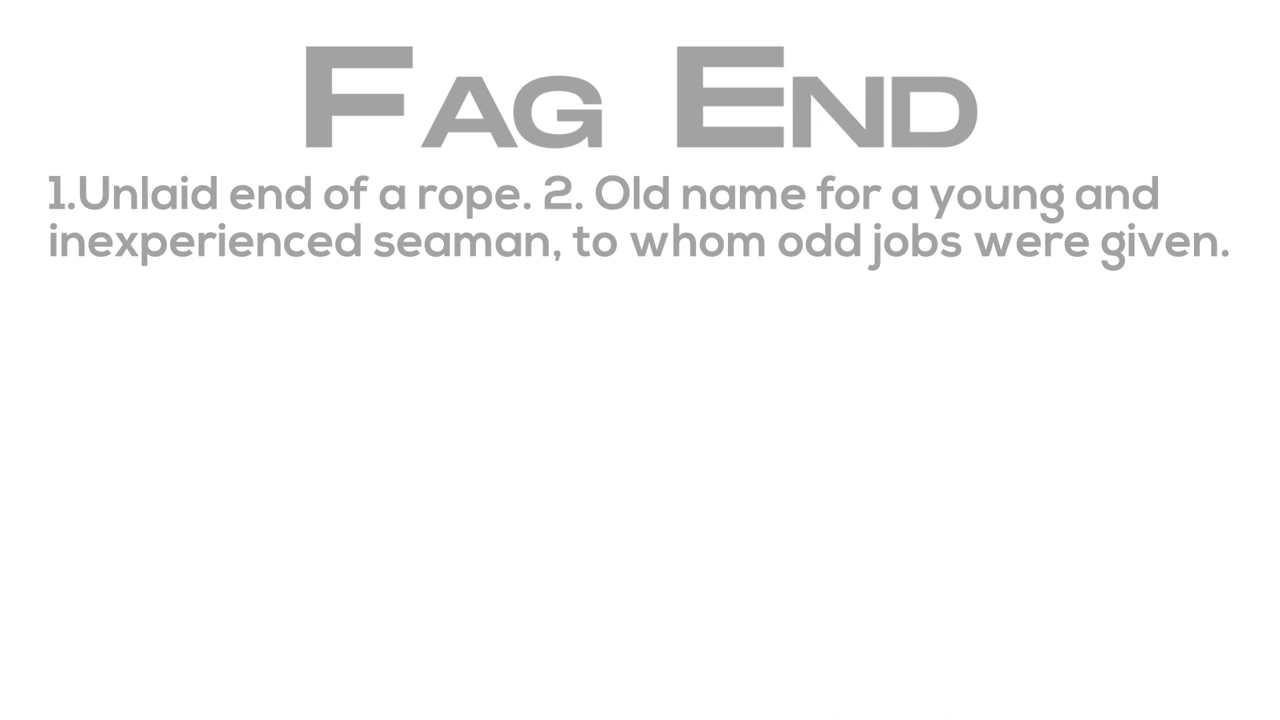 Fag End
1.Unlaid end of a rope. 2. Old name for a young and
inexperienced seaman, to whom odd jobs were given.